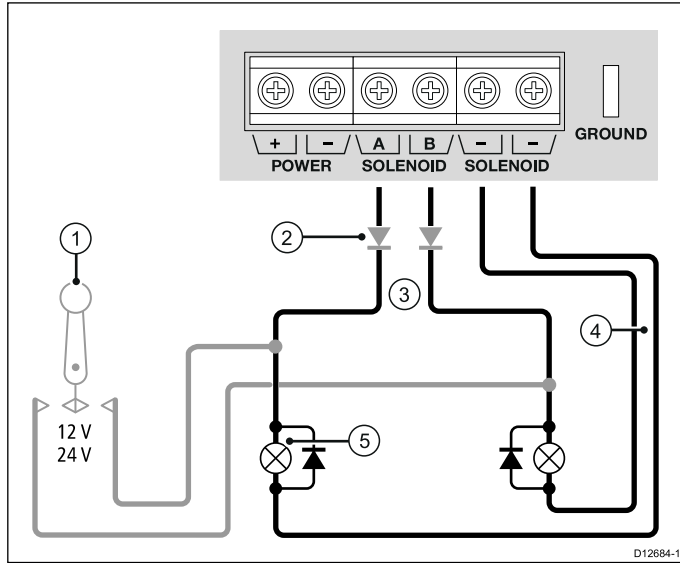 + − A B − −
POWER SOLENOID SOLENOID
GROUND
1
2
3
4
5
12 V
24 V
D12684-1